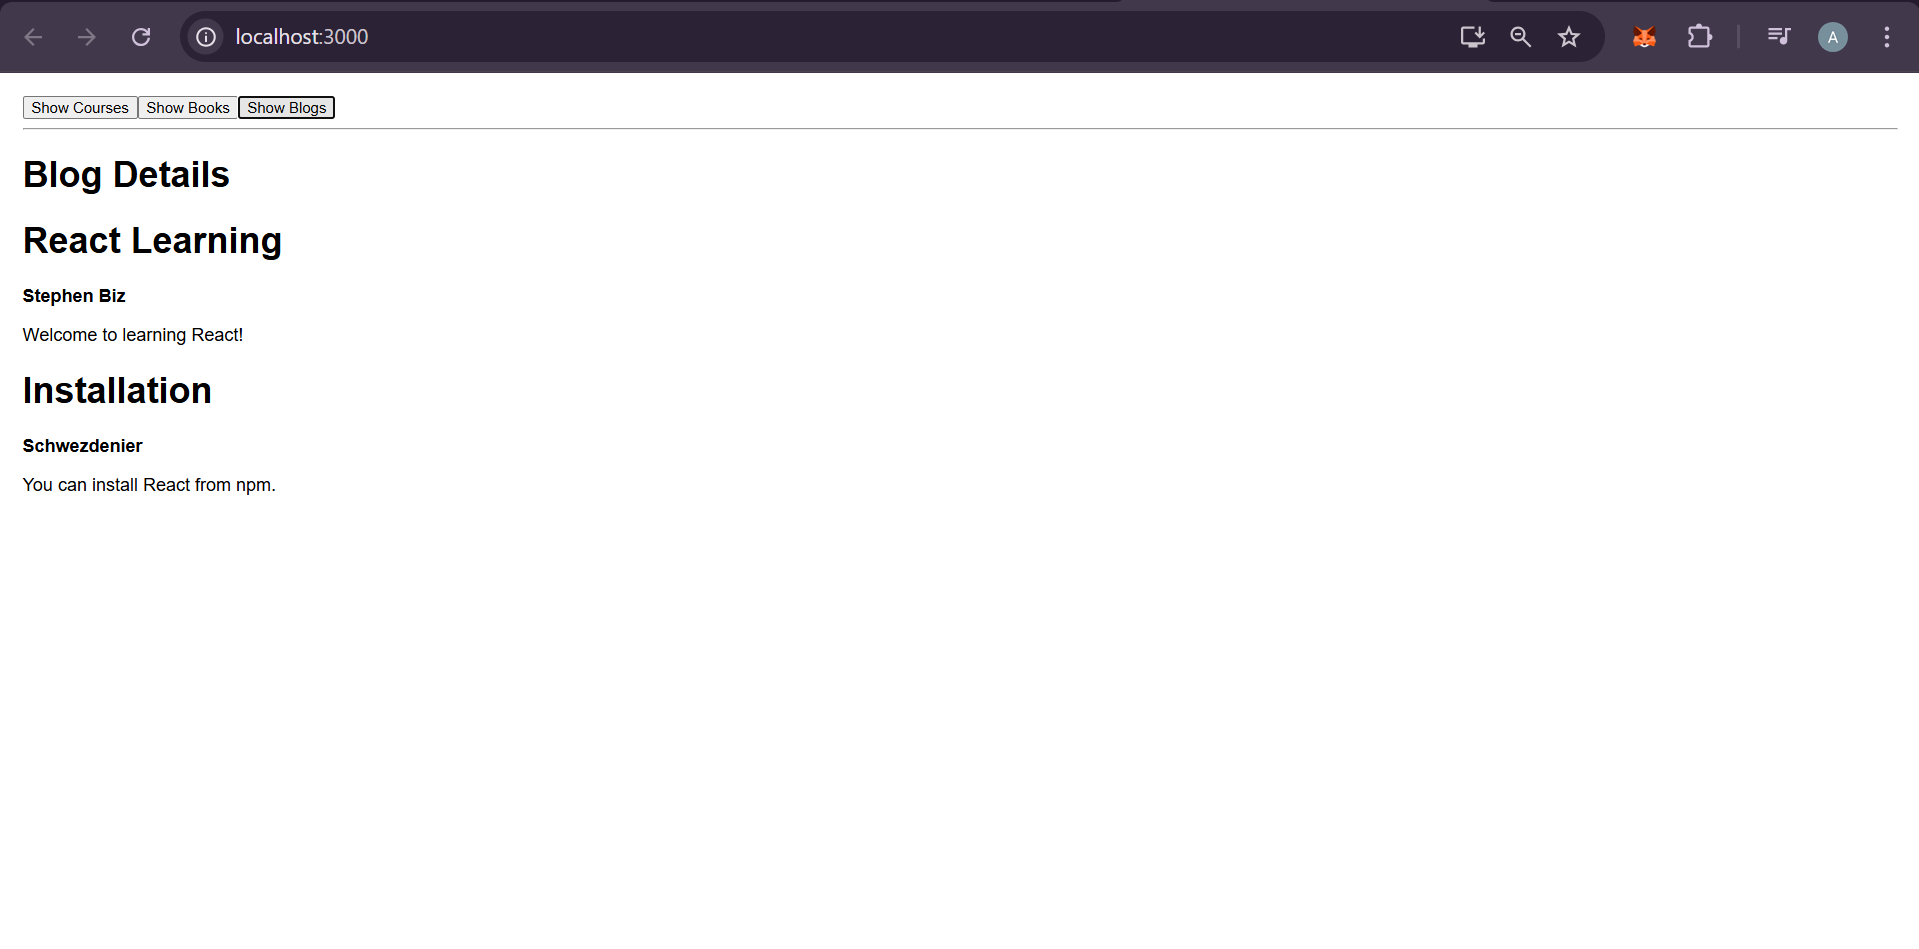 localhost:3000
A
Show Courses Show Books Show Blogs
Blog Details
React Learning
Stephen Biz
Welcome to learning React!
Installation
Schwezdenier
You can install React from npm.